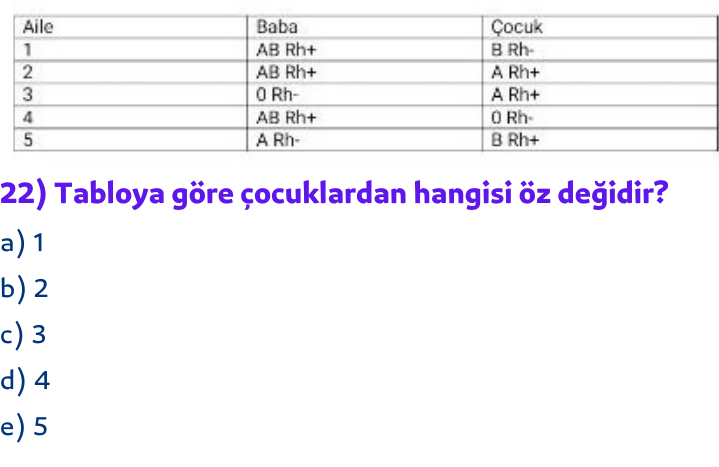 Aile Baba Çocuk
1 AB Rh+ B Rh-
2 AB Rh+ A Rh+
3 0 Rh- A Rh+
4 AB Rh+ 0 Rh-
5 A Rh- B Rh+
22) Tabloya göre çocuklardan hangisi öz değidir?
a) 1
b) 2
c) 3
d) 4
e) 5